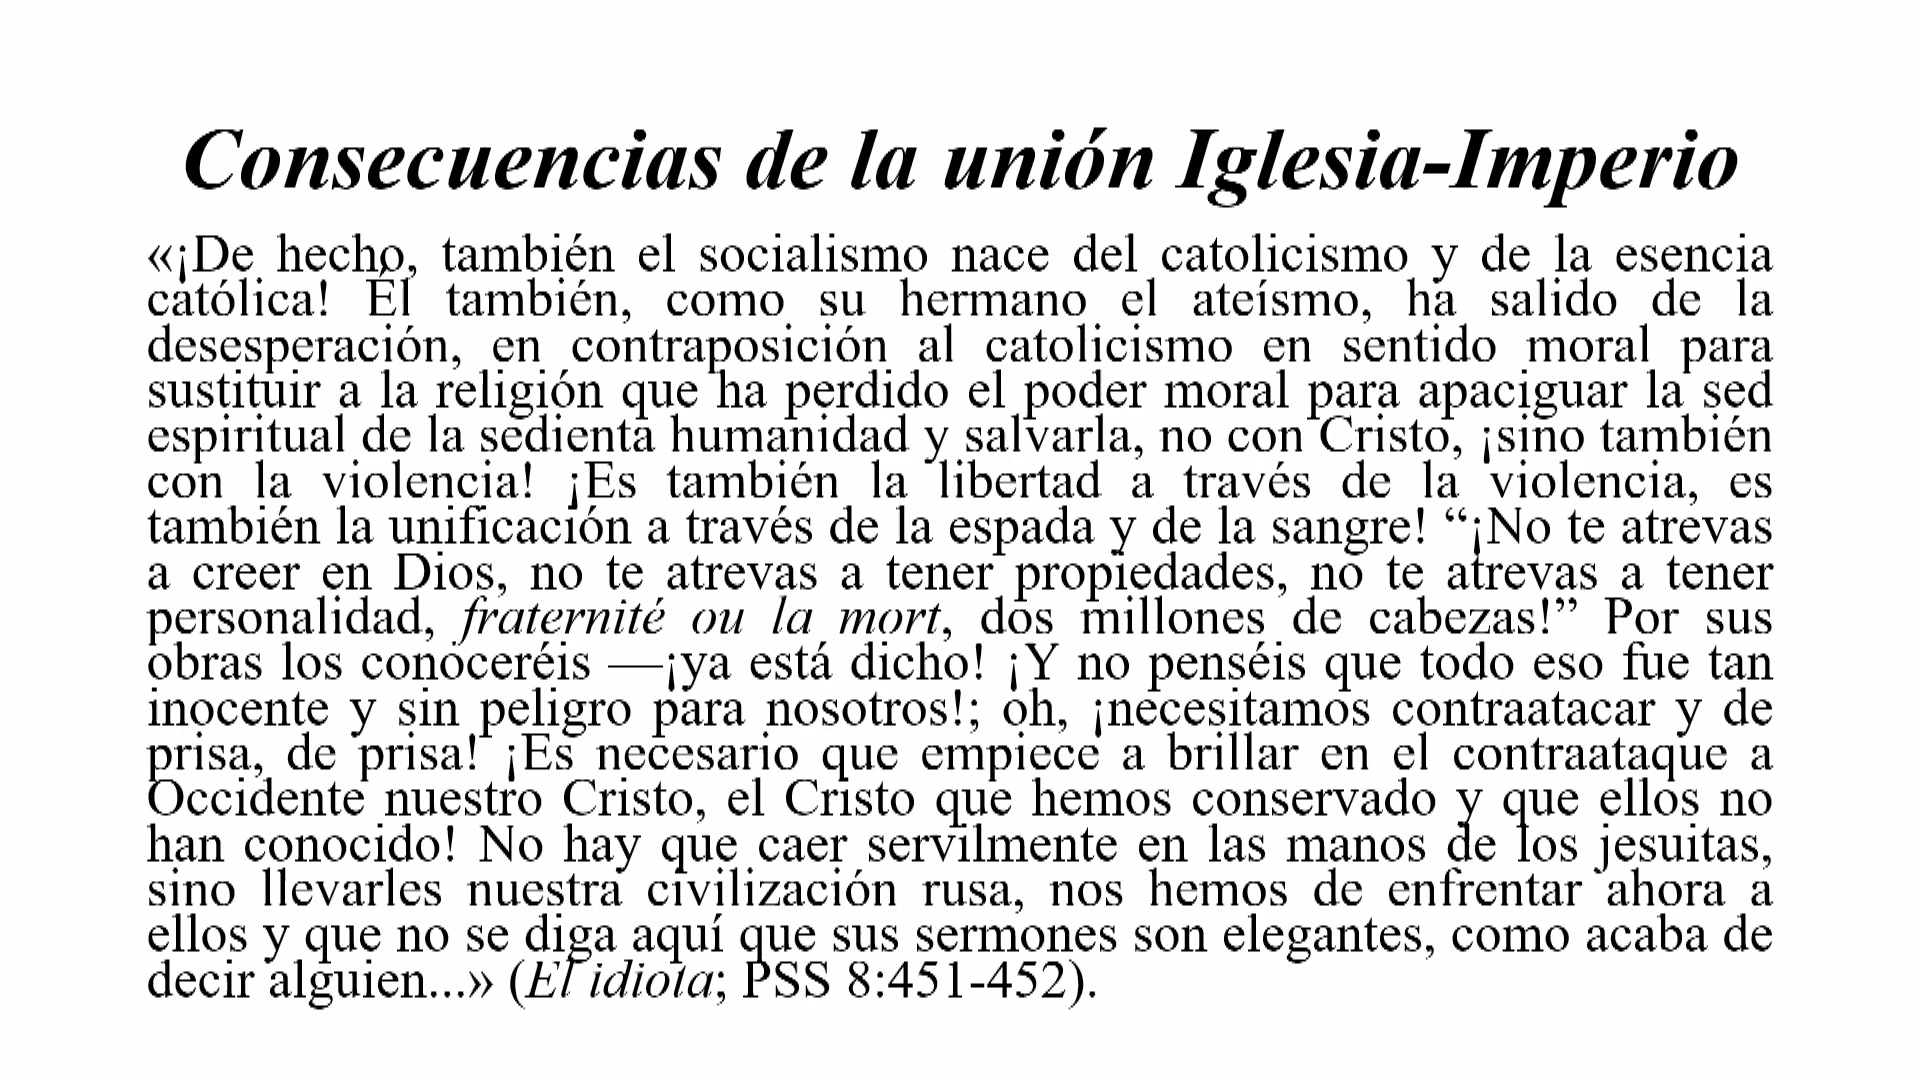 Consecuencias de la unión Iglesia-Imperio
«¡De hecho, también el socialismo nace del catolicismo y de la esencia
católica! Él también, como su hermano el ateísmo, ha salido de la
desesperación, en contraposición al catolicismo en sentido moral para
sustituir a la religión que ha perdido el poder moral para apaciguar la sed
espiritual de la sedienta humanidad y salvarla, no con Cristo, ¡sino también
con la violencia! ¡Es también la libertad a través de la violencia, es
también la unificación a través de la espada y de la sangre! “¡No te atrevas
a creer en Dios, no te atrevas a tener propiedades, no te atrevas a tener
personalidad, fraternité ou la mort, dos millones de cabezas!” Por sus
obras los conoceréis —¡ya está dicho! ¡Y no penséis que todo eso fue tan
inocente y sin peligro para nosotros!; oh, ¡necesitamos contraatacar y de
prisa, de prisa! ¡Es necesario que empiece a brillar en el contraataque a
Occidente nuestro Cristo, el Cristo que hemos conservado y que ellos no
han conocido! No hay que caer servilmente en las manos de los jesuitas,
sino llevarles nuestra civilización rusa, nos hemos de enfrentar ahora a
ellos y que no se diga aquí que sus sermones son elegantes, como acaba de
decir alguien...» (El idiota; PSS 8:451-452).